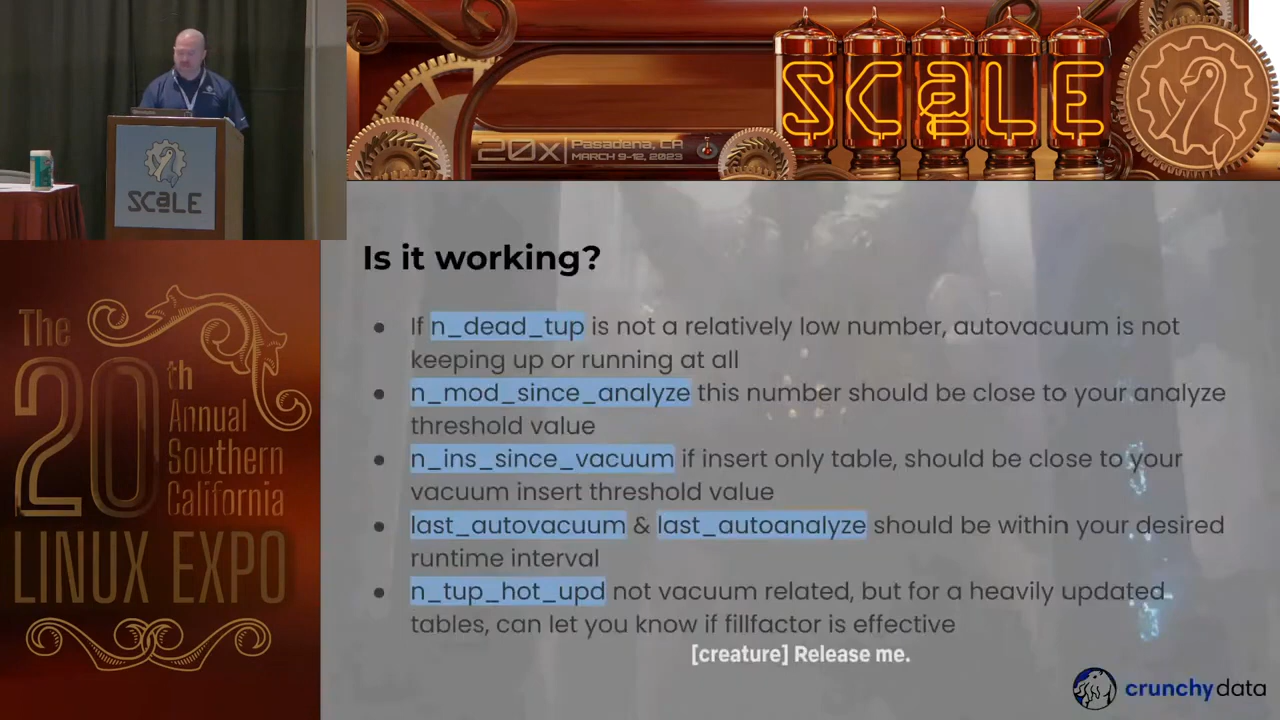 SCaLE
20x
Pasadena, CA
MARCH 9-12, 2023
SCaLE
The
20th
Annual
Southern
California
LINUX EXPO
Is it working?
● If n_dead_tup is not a relatively low number, autovacuum is not
keeping up or running at all
● n_mod_since_analyze this number should be close to your analyze
threshold value
● n_ins_since_vacuum if insert only table, should be close to your
vacuum insert threshold value
● last_autovacuum & last_autoanalyze should be within your desired
runtime interval
● n_tup_hot_upd not vacuum related, but for a heavily updated
tables, can let you know if fillfactor is effective
[creature] Release me.
crunchydata